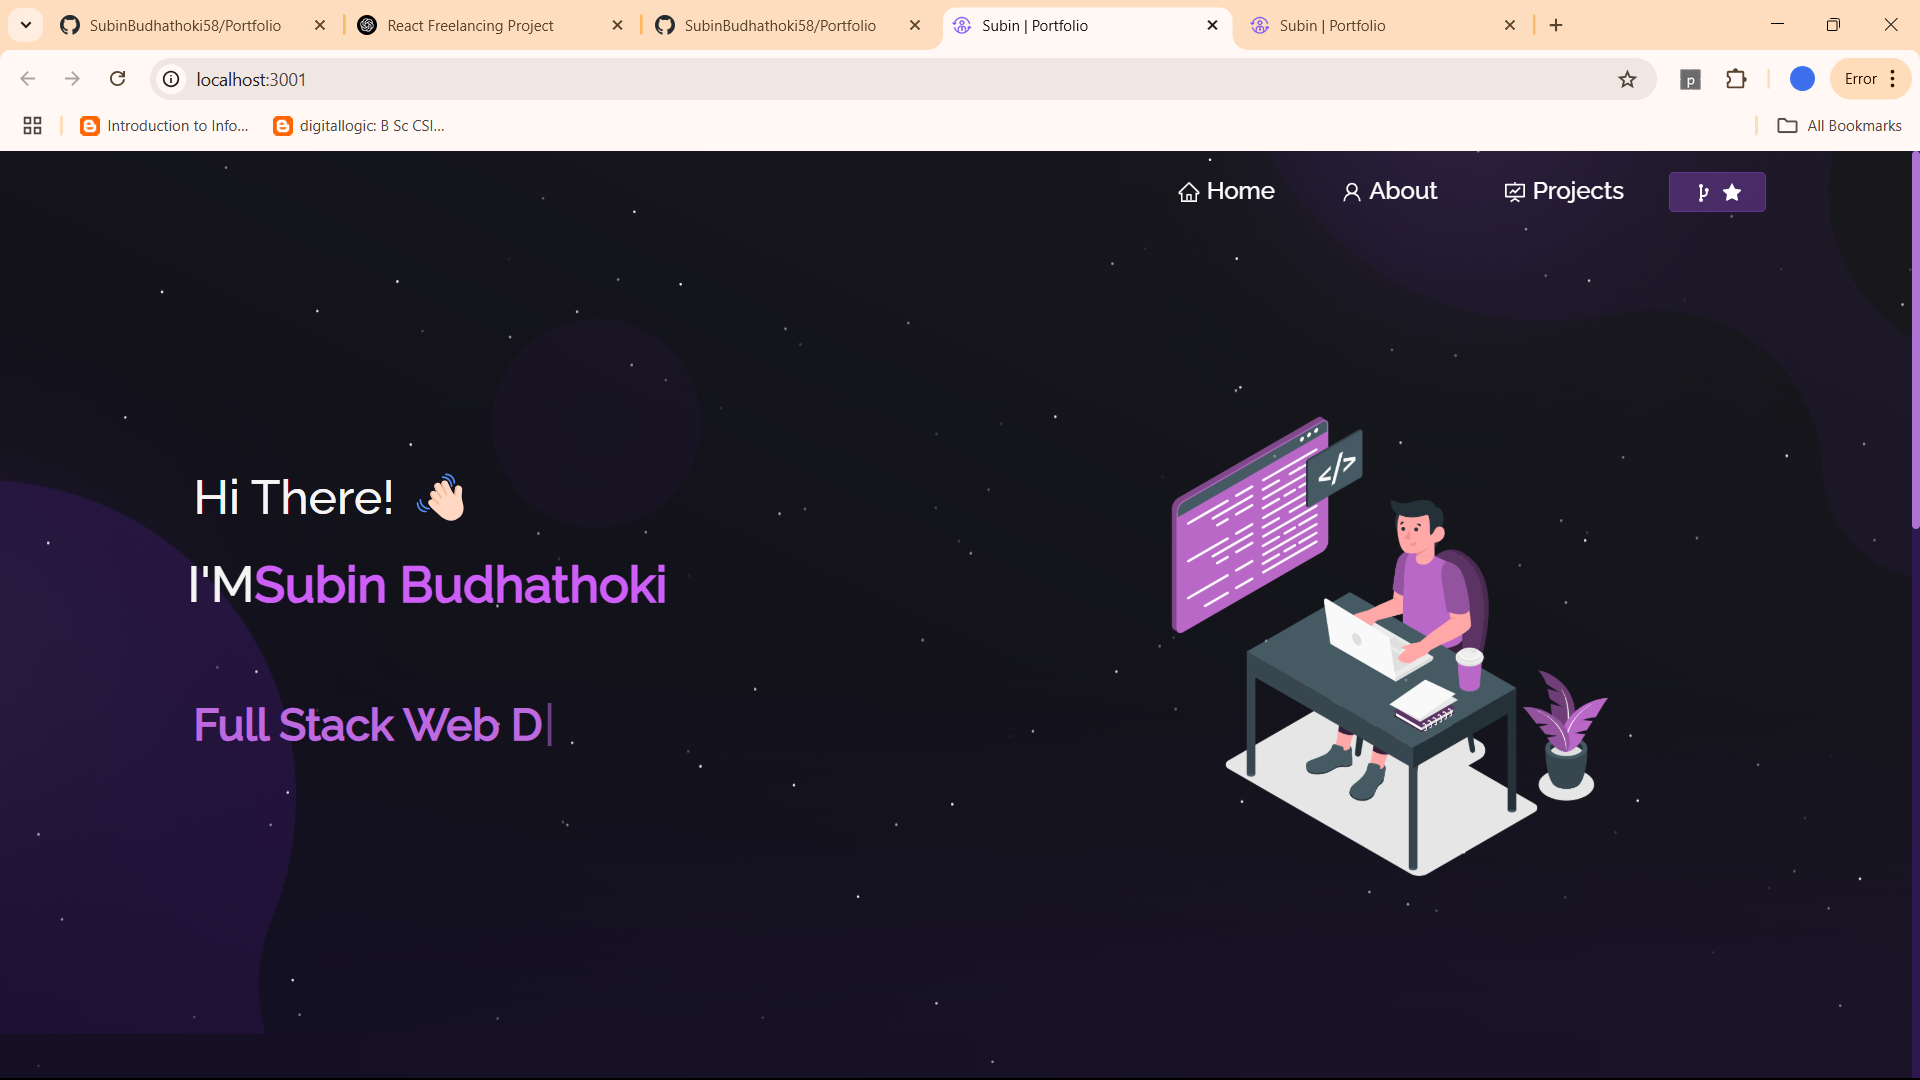 SubinBudhathoki58/Portfolio
React Freelancing Project
SubinBudhathoki58/Portfolio
Subin | Portfolio
Subin | Portfolio
localhost:3001
p
Error
Introduction to Info...
digitallogic: B Sc CSI...
All Bookmarks
Home
About
Projects
Hi There!
</>
I'MSubin Budhathoki
Full Stack Web D|